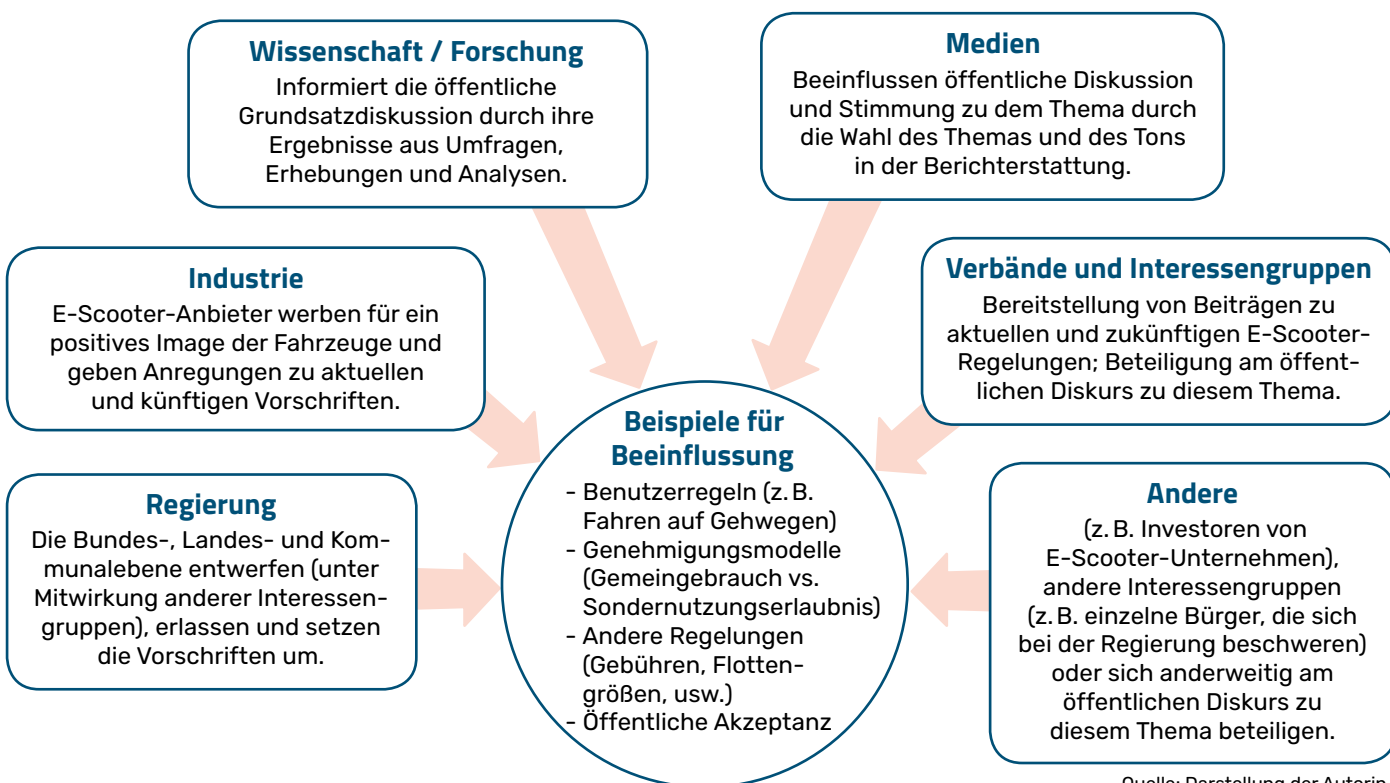 Wissenschaft / Forschung
Informiert die öffentliche
Grundsatzdiskussion durch ihre
Ergebnisse aus Umfragen,
Erhebungen und Analysen.
Medien
Beeinflussen öffentliche Diskussion
und Stimmung zu dem Thema durch
die Wahl des Themas und des Tons
in der Berichterstattung.
Industrie
E-Scooter-Anbieter werben für ein
positives Image der Fahrzeuge und
geben Anregungen zu aktuellen
und künftigen Vorschriften.
Verbände und Interessengruppen
Bereitstellung von Beiträgen zu
aktuellen und zukünftigen E-Scooter-
Regelungen; Beteiligung am öffent-
lichen Diskurs zu diesem Thema.
Regierung
Die Bundes-, Landes- und Kom-
munalebene entwerfen (unter
Mitwirkung anderer Interessen-
gruppen), erlassen und setzen
die Vorschriften um.
Beispiele für
Beeinflussung
- Benutzerregeln (z. B.
Fahren auf Gehwegen)
- Genehmigungsmodelle
(Gemeingebrauch vs.
Sondernutzungserlaubnis)
- Andere Regelungen
(Gebühren, Flotten-
größen, usw.)
- Öffentliche Akzeptanz
Andere
(z. B. Investoren von
E-Scooter-Unternehmen),
andere Interessengruppen
(z. B. einzelne Bürger, die sich
bei der Regierung beschweren)
oder sich anderweitig am
öffentlichen Diskurs zu
diesem Thema beteiligen.
Quelle: Darstellung der Autorin